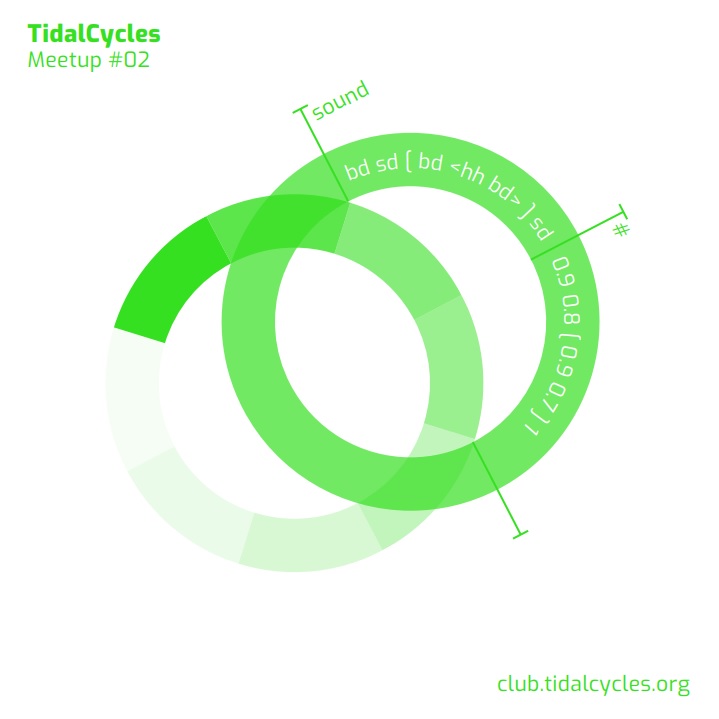 TidalCycles
Meetup #02
sound
bd sd [ bd <hh bd> ] sd
#
0.9 0.8 [ 0.9 0.7 ] 1
club.tidalcycles.org